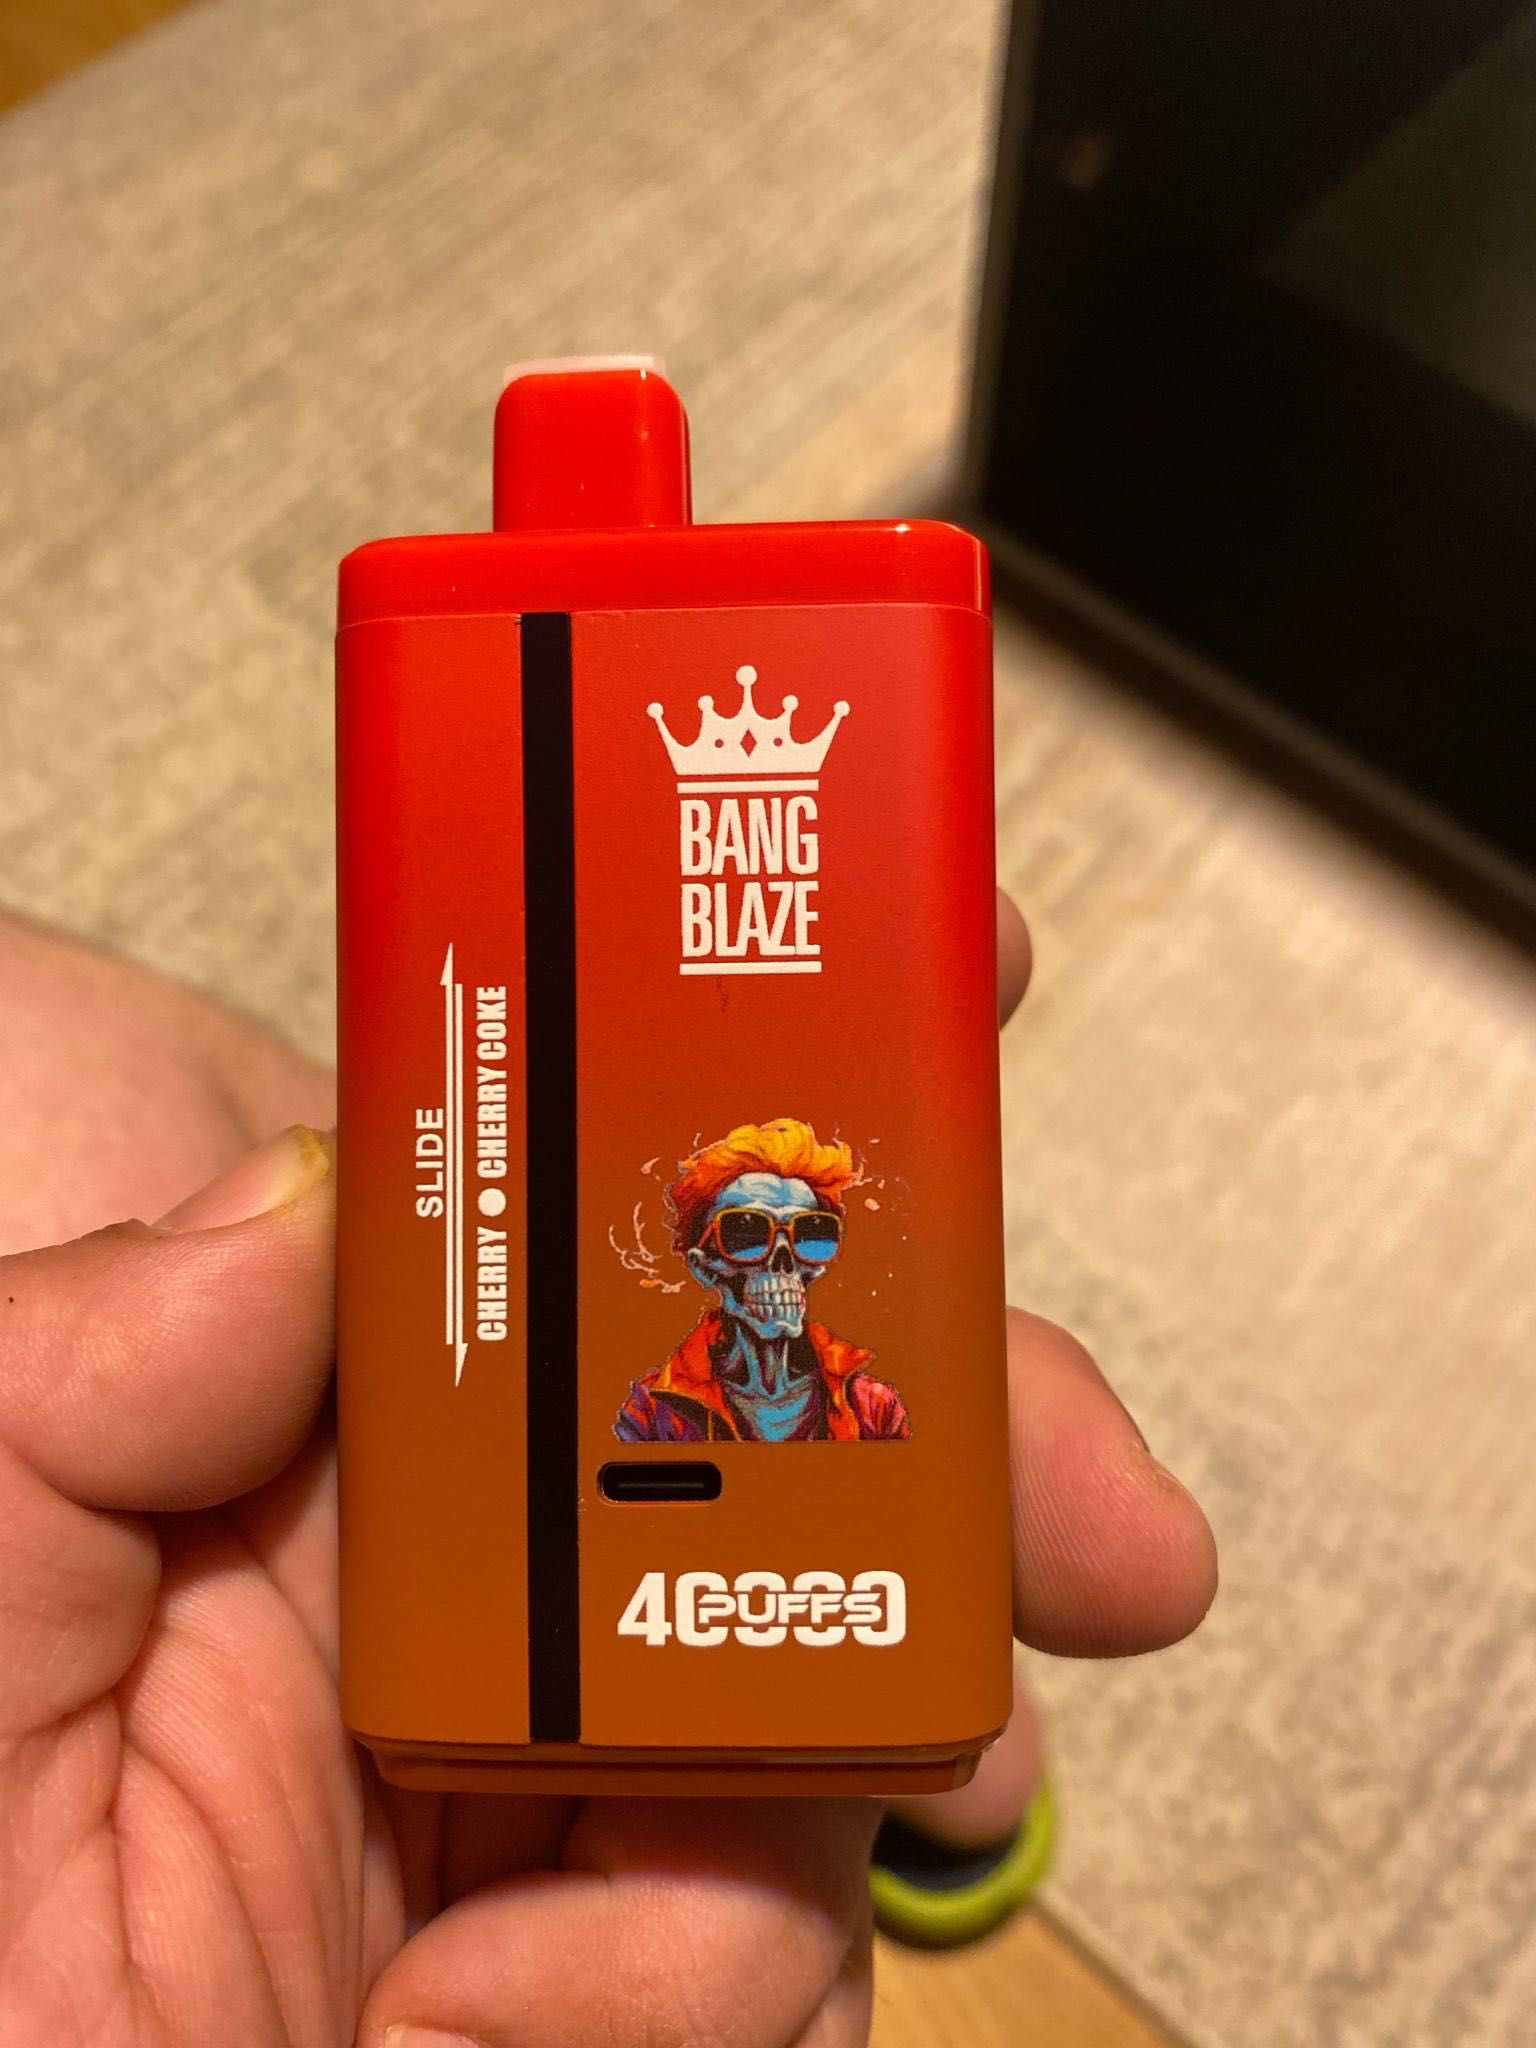 BANG
BLAZE
SLIDE
CHERRY ● CHERRY COKE
40000
PUFFS